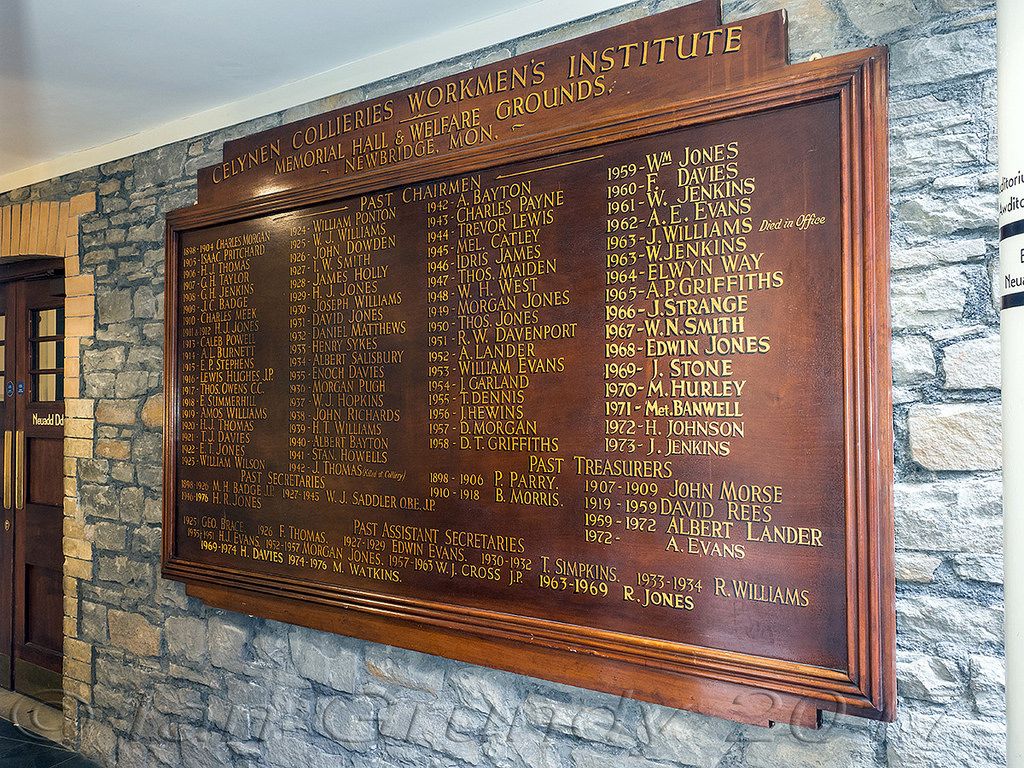 CELYNEN COLLIERIES WORKMEN'S INSTITUTE
MEMORIAL HALL & WELFARE GROUNDS.
NEWBRIDGE, MON.
PAST CHAIRMEN
1898-1904 CHARLES MORGAN
1905- ISAAC PRITCHARD
1906- H.J. THOMAS
1907- G.H. TAYLOR
1908- G.H. JENKINS
1909- J.C. BADGE
1910 CHARLES MEEK
1911 & 1912 H.J. JONES
1913- CALEB POWELL
1914- A.L. BURNETT
1915- E.P. STEPHENS
1916- LEWIS HUGHES J.P.
1917- THOS. OWENS C.C.
1918- E. SUMMERHILL
1919- AMOS WILLIAMS
1920- H.J. THOMAS
1921- T.J. DAVIES
1922- E.T. JONES
1923- WILLIAM WILSON
1924- WILLIAM PONTON
1925- W.J. WILLIAMS
1926- JOHN DOWDEN
1927- I.W. SMITH
1928- JAMES HOLLY
1929- H.J. JONES
1930- JOSEPH WILLIAMS
1931- DAVID JONES
1932- DANIEL MATTHEWS
1933- HENRY SYKES
1934- ALBERT SALISBURY
1935- ENOCH DAVIES
1936- MORGAN PUGH
1937- W.J. HOPKINS
1938- JOHN RICHARDS
1939- H.T. WILLIAMS
1940- ALBERT BAYTON
1941- STAN. HOWELLS
1942- J. THOMAS (Killed at Colliery)
1942- A. BAYTON
1943- CHARLES PAYNE
1944- TREVOR LEWIS
1945- MEL. CATLEY
1946- IDRIS JAMES
1947- THOS. MAIDEN
1948- W.H. WEST
1949- MORGAN JONES
1950- THOS. JONES
1951- R.W. DAVENPORT
1952- A. LANDER
1953- WILLIAM EVANS
1954- J. GARLAND
1955- T. DENNIS
1956- J. HEWINS
1957- D. MORGAN
1958- D.T. GRIFFITHS
1959- WM JONES
1960- F. DAVIES
1961- W. JENKINS
1962- A.E. EVANS
1963- J. WILLIAMS Died in Office
1963- W. JENKINS
1964- ELWYN WAY
1965- A.P. GRIFFITHS
1966- J. STRANGE
1967- W.N. SMITH
1968- EDWIN JONES
1969- J. STONE
1970- M. HURLEY
1971- Met. BANWELL
1972- H. JOHNSON
1973- J. JENKINS
PAST SECRETARIES
1898-1926 M.H. BADGE J.P. 1927-1945 W.J. SADDLER O.B.E. J.P.
1946-1976 H.R. JONES
PAST TREASURERS
1898-1906 P. PARRY.
1910-1918 B. MORRIS.
1907-1909 JOHN MORSE
1919-1959 DAVID REES
1959-1972 ALBERT LANDER
1972- A. EVANS
PAST ASSISTANT SECRETARIES
1925 GEO. BRACE. 1926 F. THOMAS. 1927-1929 EDWIN EVANS. 1930-1932 T. SIMPKINS. 1933-1934 R. WILLIAMS
1935-1951 H.J. EVANS. 1952-1957 MORGAN JONES. 1957-1963 W.J. CROSS J.P. 1963-1969 R. JONES
1969-1974 H. DAVIES 1974-1976 M. WATKINS.
Neuadd
Neua
© Ian Grundy